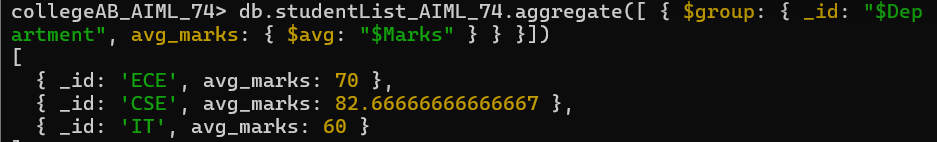 collegeAB_AIML_74> db.studentList_AIML_74.aggregate([ { $group: { _id: "$Dep
artment", avg_marks: { $avg: "$Marks" } } }])
[
  { _id: 'ECE', avg_marks: 70 },
  { _id: 'CSE', avg_marks: 82.66666666666667 },
  { _id: 'IT', avg_marks: 60 }